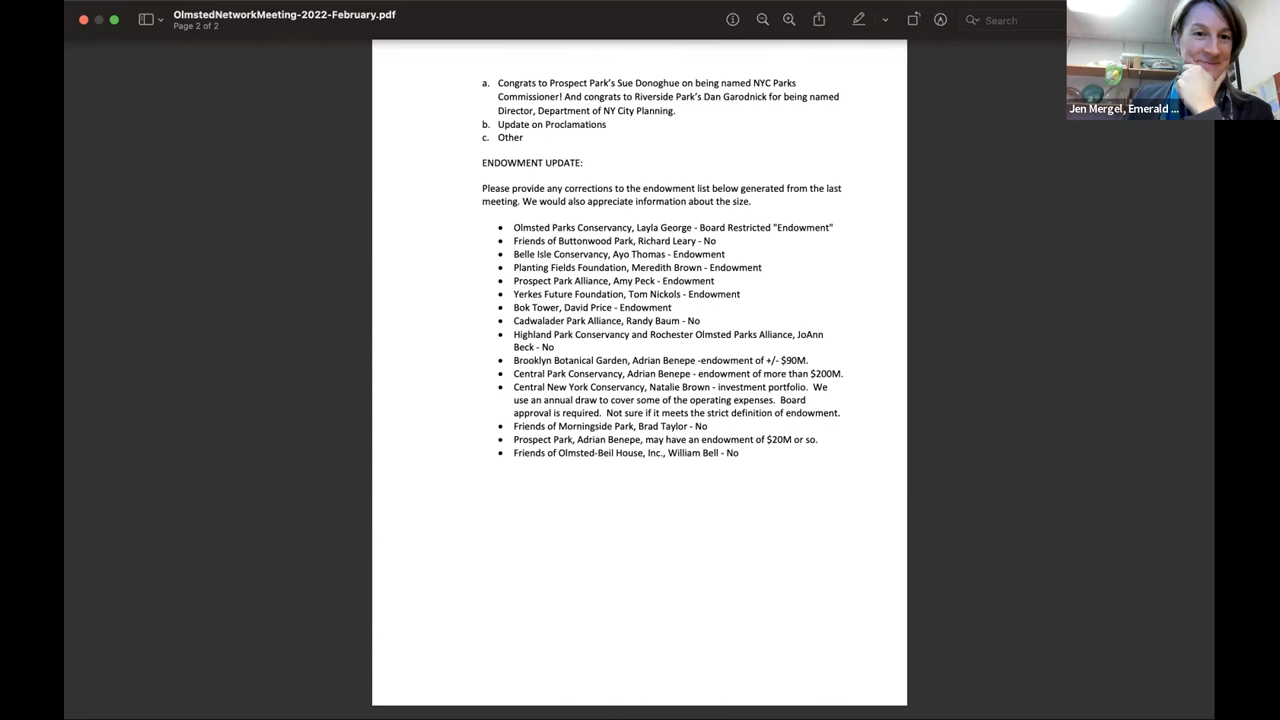 OlmstedNetworkMeeting-2022-February.pdf
Page 2 of 2
Search
Jen Mergel, Emerald ...
a. Congrats to Prospect Park's Sue Donoghue on being named NYC Parks
Commissioner! And congrats to Riverside Park's Dan Garodnick for being named
Director, Department of NY City Planning.
b. Update on Proclamations
c. Other
ENDOWMENT UPDATE:
Please provide any corrections to the endowment list below generated from the last
meeting. We would also appreciate information about the size.
• Olmsted Parks Conservancy, Layla George - Board Restricted "Endowment"
• Friends of Buttonwood Park, Richard Leary - No
• Belle Isle Conservancy, Ayo Thomas - Endowment
• Planting Fields Foundation, Meredith Brown - Endowment
• Prospect Park Alliance, Amy Peck - Endowment
• Yerkes Future Foundation, Tom Nickols - Endowment
• Bok Tower, David Price - Endowment
• Cadwalader Park Alliance, Randy Baum - No
• Highland Park Conservancy and Rochester Olmsted Parks Alliance, JoAnn
Beck - No
• Brooklyn Botanical Garden, Adrian Benepe -endowment of +/- $90M.
• Central Park Conservancy, Adrian Benepe - endowment of more than $200M.
• Central New York Conservancy, Natalie Brown - investment portfolio. We
use an annual draw to cover some of the operating expenses. Board
approval is required. Not sure if it meets the strict definition of endowment.
• Friends of Morningside Park, Brad Taylor - No
• Prospect Park, Adrian Benepe, may have an endowment of $20M or so.
• Friends of Olmsted-Beil House, Inc., William Bell - No